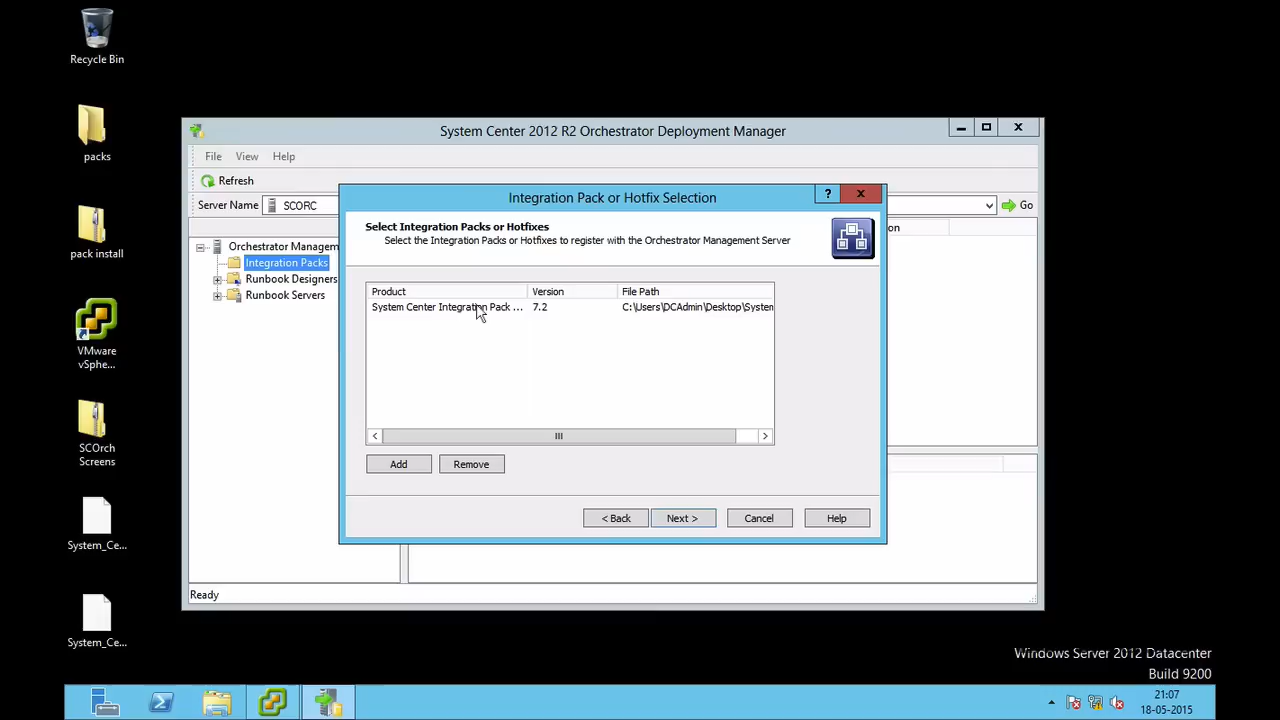 Recycle Bin
packs
pack install
VMware
vSphe...
SCOrch
Screens
System_Ce...
System_Ce...
System Center 2012 R2 Orchestrator Deployment Manager
File View Help
Refresh
Server Name SCORC Go
Orchestrator Managem
Integration Packs
Runbook Designers
Runbook Servers
on
Integration Pack or Hotfix Selection
?
Select Integration Packs or Hotfixes
Select the Integration Packs or Hotfixes to register with the Orchestrator Management Server
Product Version File Path
System Center Integration Pack ... 7.2 C:\Users\DCAdmin\Desktop\System
Add Remove
< Back Next > Cancel Help
Ready
Windows Server 2012 Datacenter
Build 9200
21:07
18-05-2015